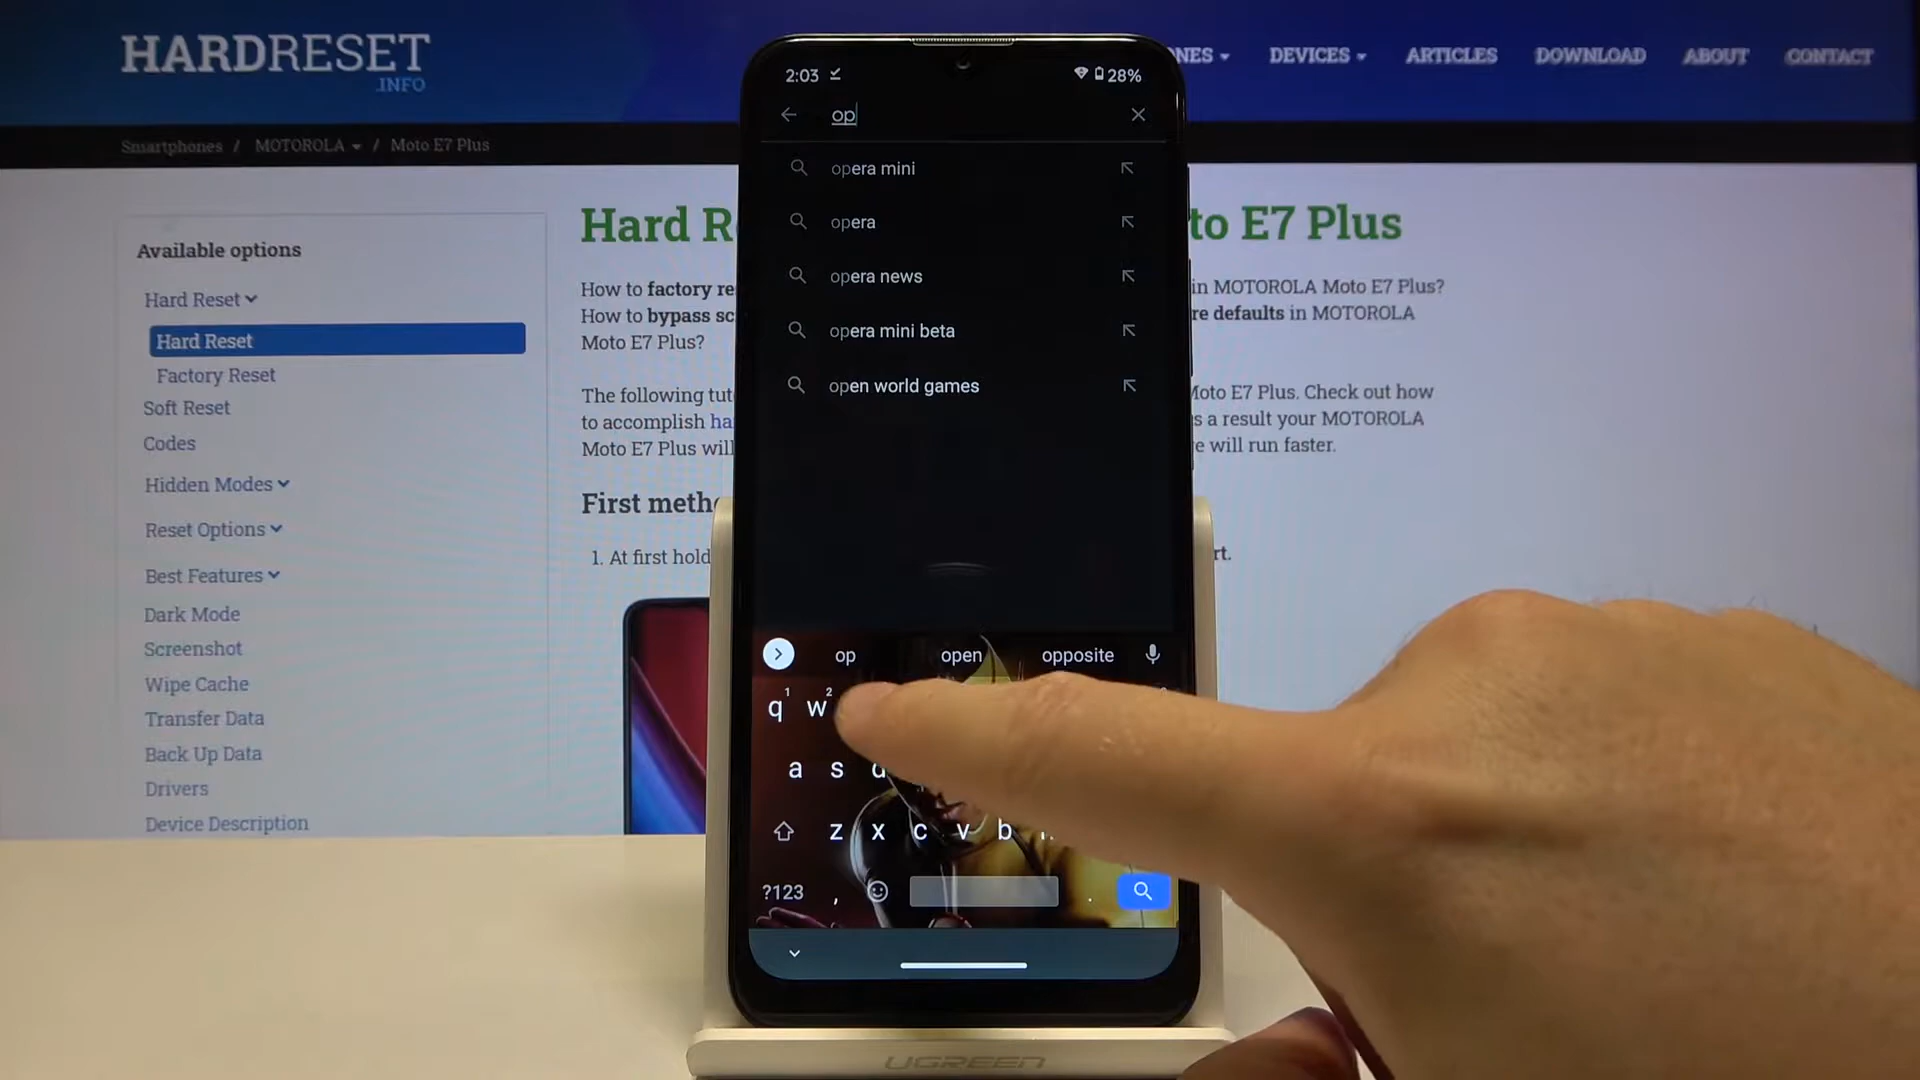 HARDRESET
.INFO
DEVICES
ARTICLES
DOWNLOAD
ABOUT
CONTACT
Smartphones / MOTOROLA / Moto E7 Plus
Available options
Hard Reset
Hard Reset
Factory Reset
Soft Reset
Codes
Hidden Modes
Reset Options
Best Features
Dark Mode
Screenshot
Wipe Cache
Transfer Data
Back Up Data
Drivers
Device Description
Hard R
to E7 Plus
How to factory re
in MOTOROLA Moto E7 Plus?
How to bypass sc
re defaults in MOTOROLA
Moto E7 Plus?
The following tut
Moto E7 Plus. Check out how
to accomplish ha
s a result your MOTOROLA
Moto E7 Plus will
e will run faster.
First meth
1. At first hold
rt.
2:03
28%
op
opera mini
opera
opera news
opera mini beta
open world games
op open opposite
1 2
q w
a s d
z x c v b
?123 , .
UGREEN